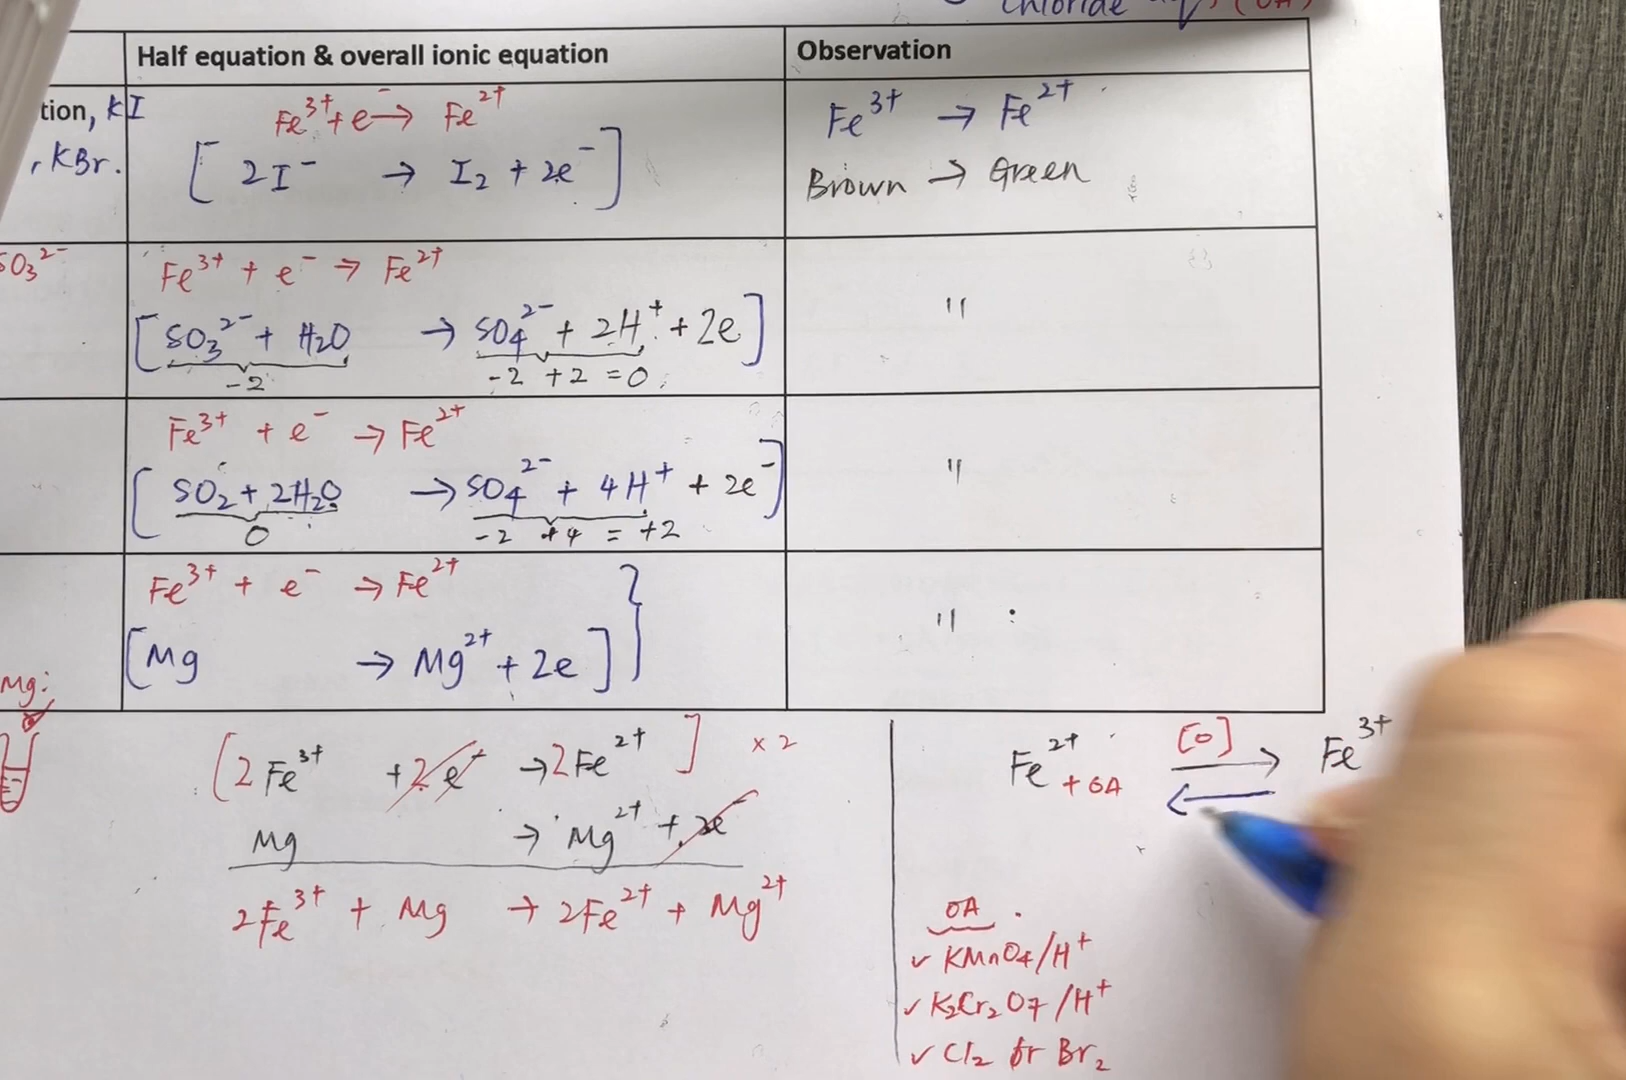 chloride
Half equation & overall ionic equation
Observation
tion, KI
, KBr.
Fe³⁺ + e⁻ → Fe²⁺
[ 2I⁻ → I₂ + 2e⁻ ]
Fe³⁺ → Fe²⁺
Brown → Green
SO₃²⁻
Fe³⁺ + e⁻ → Fe²⁺
[ SO₃²⁻ + H₂O → SO₄²⁻ + 2H⁺ + 2e ]
-2 -2 +2 = 0
"
Fe³⁺ + e⁻ → Fe²⁺
[ SO₂ + 2H₂O → SO₄²⁻ + 4H⁺ + 2e⁻ ]
0 -2 +4 = +2
"
Fe³⁺ + e⁻ → Fe²⁺
[ Mg → Mg²⁺ + 2e ] }
"
Mg:
[ 2Fe³⁺ + 2e⁻ → 2Fe²⁺ ] × 2
Mg → Mg²⁺ + 2e
2Fe³⁺ + Mg → 2Fe²⁺ + Mg²⁺
Fe²⁺ + OA [O] ⇌ Fe³⁺
OA
✓ KMnO₄/H⁺
✓ K₂Cr₂O₇/H⁺
✓ Cl₂ or Br₂